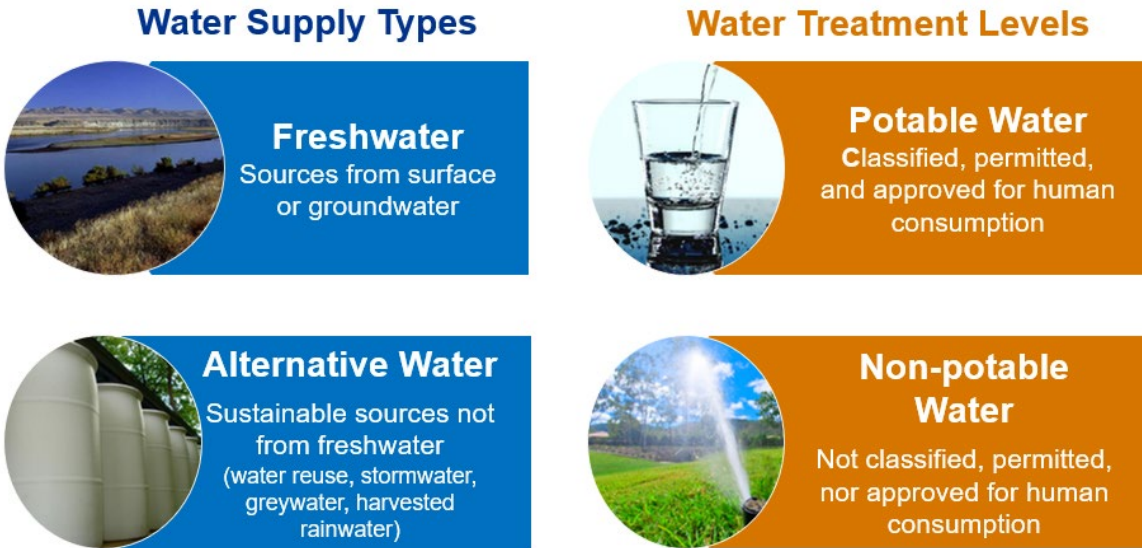 Water Supply Types
Freshwater
Sources from surface
or groundwater
Alternative Water
Sustainable sources not
from freshwater
(water reuse, stormwater,
greywater, harvested
rainwater)
Water Treatment Levels
Potable Water
Classified, permitted,
and approved for human
consumption
Non-potable
Water
Not classified, permitted,
nor approved for human
consumption